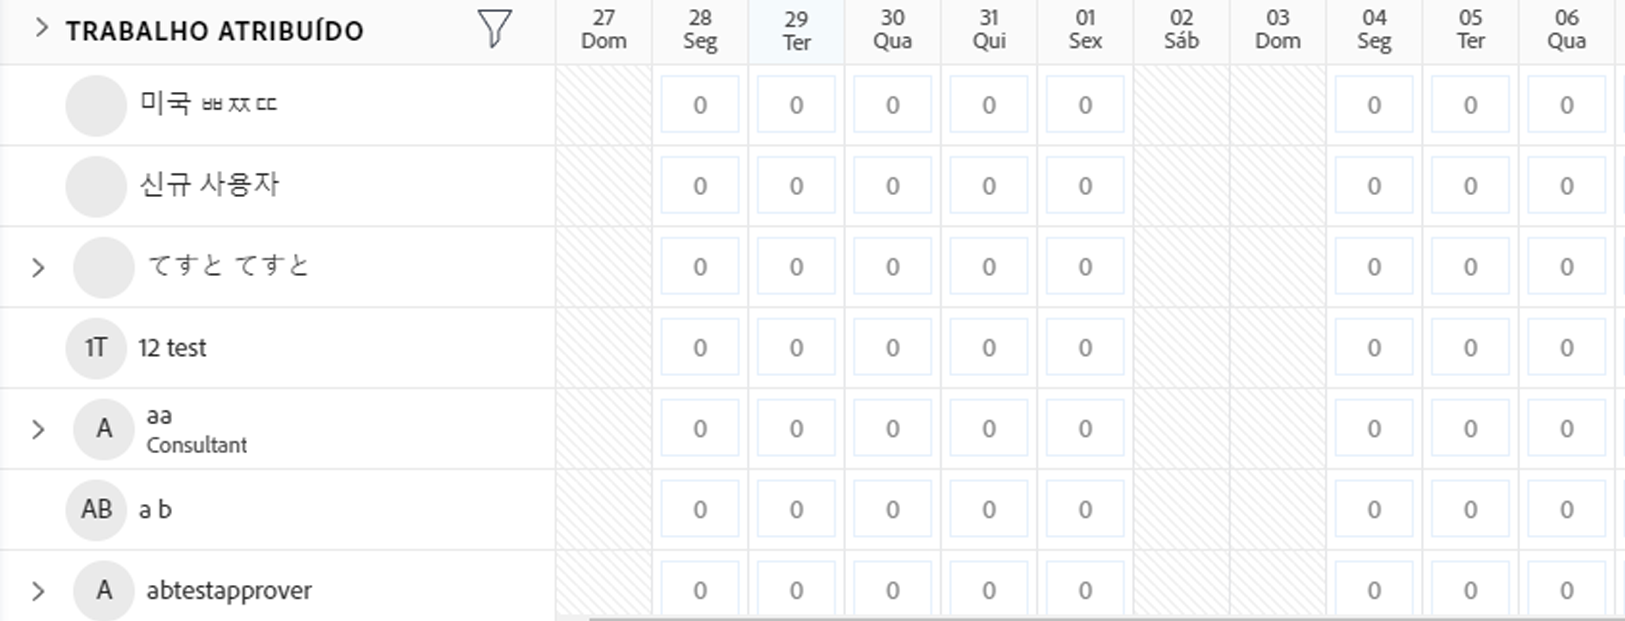 TRABALHO ATRIBUÍDO
27 28 29 30 31 01 02 03 04 05 06
Dom Seg Ter Qua Qui Sex Sáb Dom Seg Ter Qua
미국 ㅃㅉㄸ 0 0 0 0 0 0 0 0
신규 사용자 0 0 0 0 0 0 0 0
てすと てすと 0 0 0 0 0 0 0 0
1T 12 test 0 0 0 0 0 0 0 0
A aa 0 0 0 0 0 0 0 0
Consultant
AB a b 0 0 0 0 0 0 0 0
A abtestapprover 0 0 0 0 0 0 0 0